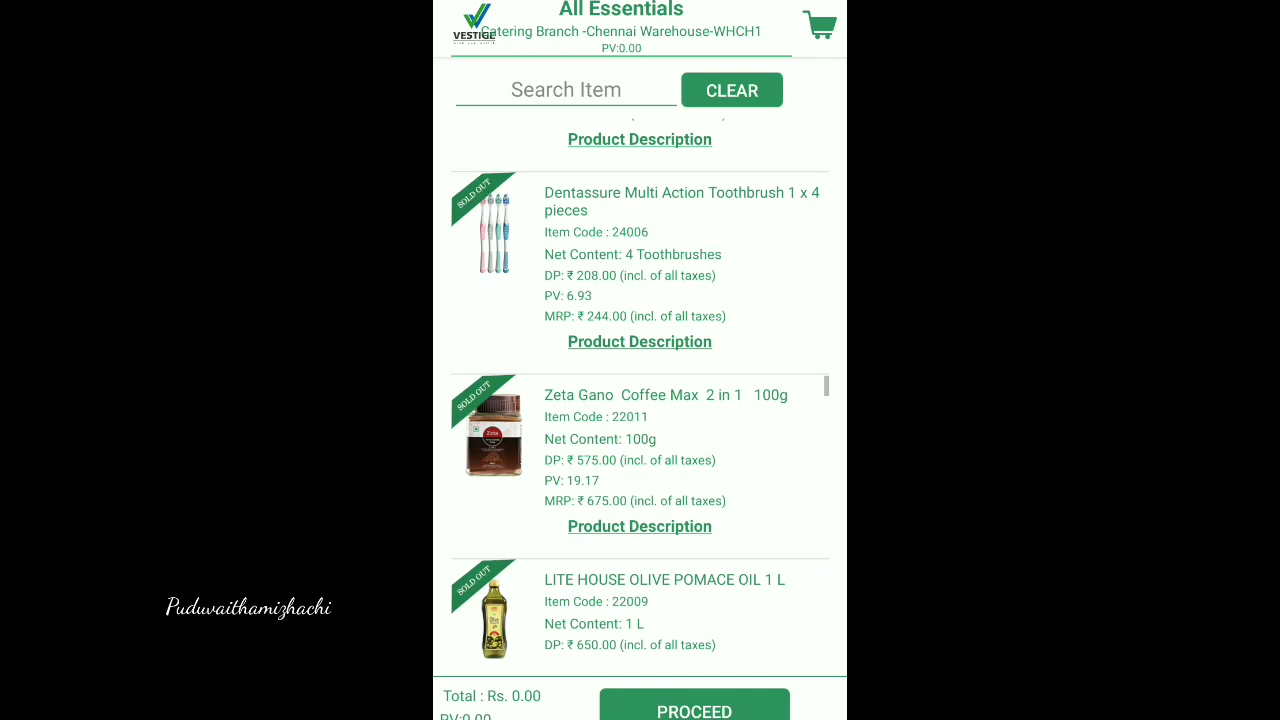 All Essentials
VESTIGE
Catering Branch -Chennai Warehouse-WHCH1
PV:0.00
Search Item
CLEAR
Product Description
SOLD OUT
Dentassure Multi Action Toothbrush 1 x 4
pieces
Item Code : 24006
Net Content: 4 Toothbrushes
DP: ₹ 208.00 (incl. of all taxes)
PV: 6.93
MRP: ₹ 244.00 (incl. of all taxes)
Product Description
SOLD OUT
Zeta Gano Coffee Max 2 in 1 100g
Zeta
Item Code : 22011
Net Content: 100g
DP: ₹ 575.00 (incl. of all taxes)
PV: 19.17
MRP: ₹ 675.00 (incl. of all taxes)
Product Description
SOLD OUT
LITE HOUSE OLIVE POMACE OIL 1 L
Item Code : 22009
Net Content: 1 L
DP: ₹ 650.00 (incl. of all taxes)
Puduvaithamizhachi
Total : Rs. 0.00
PV:0.00
PROCEED